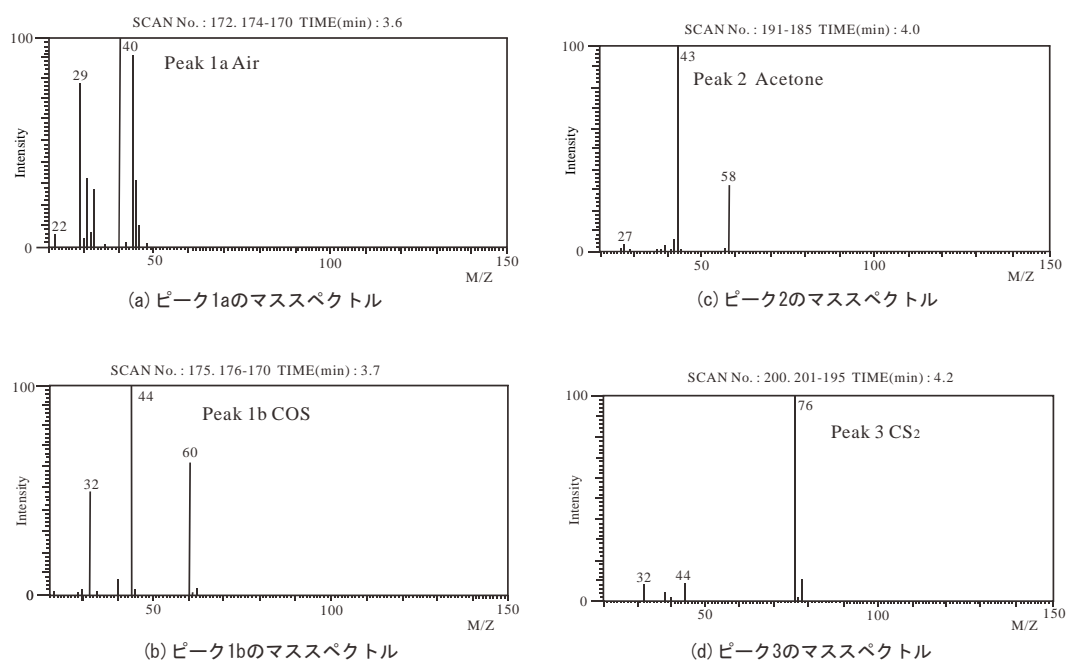 SCAN No. : 172. 174-170 TIME(min) : 3.6
100
40
Peak 1a Air
29
Intensity
22
0
50
100
150
M/Z
(a) ピーク1aのマススペクトル
SCAN No. : 191-185 TIME(min) : 4.0
100
43
Peak 2 Acetone
Intensity
58
27
0
50
100
150
M/Z
(c) ピーク2のマススペクトル
SCAN No. : 175. 176-170 TIME(min) : 3.7
100
44
Peak 1b COS
60
32
Intensity
0
50
100
150
M/Z
(b) ピーク1bのマススペクトル
SCAN No. : 200. 201-195 TIME(min) : 4.2
100
76
Peak 3 CS2
Intensity
32
44
0
50
100
150
M/Z
(d) ピーク3のマススペクトル